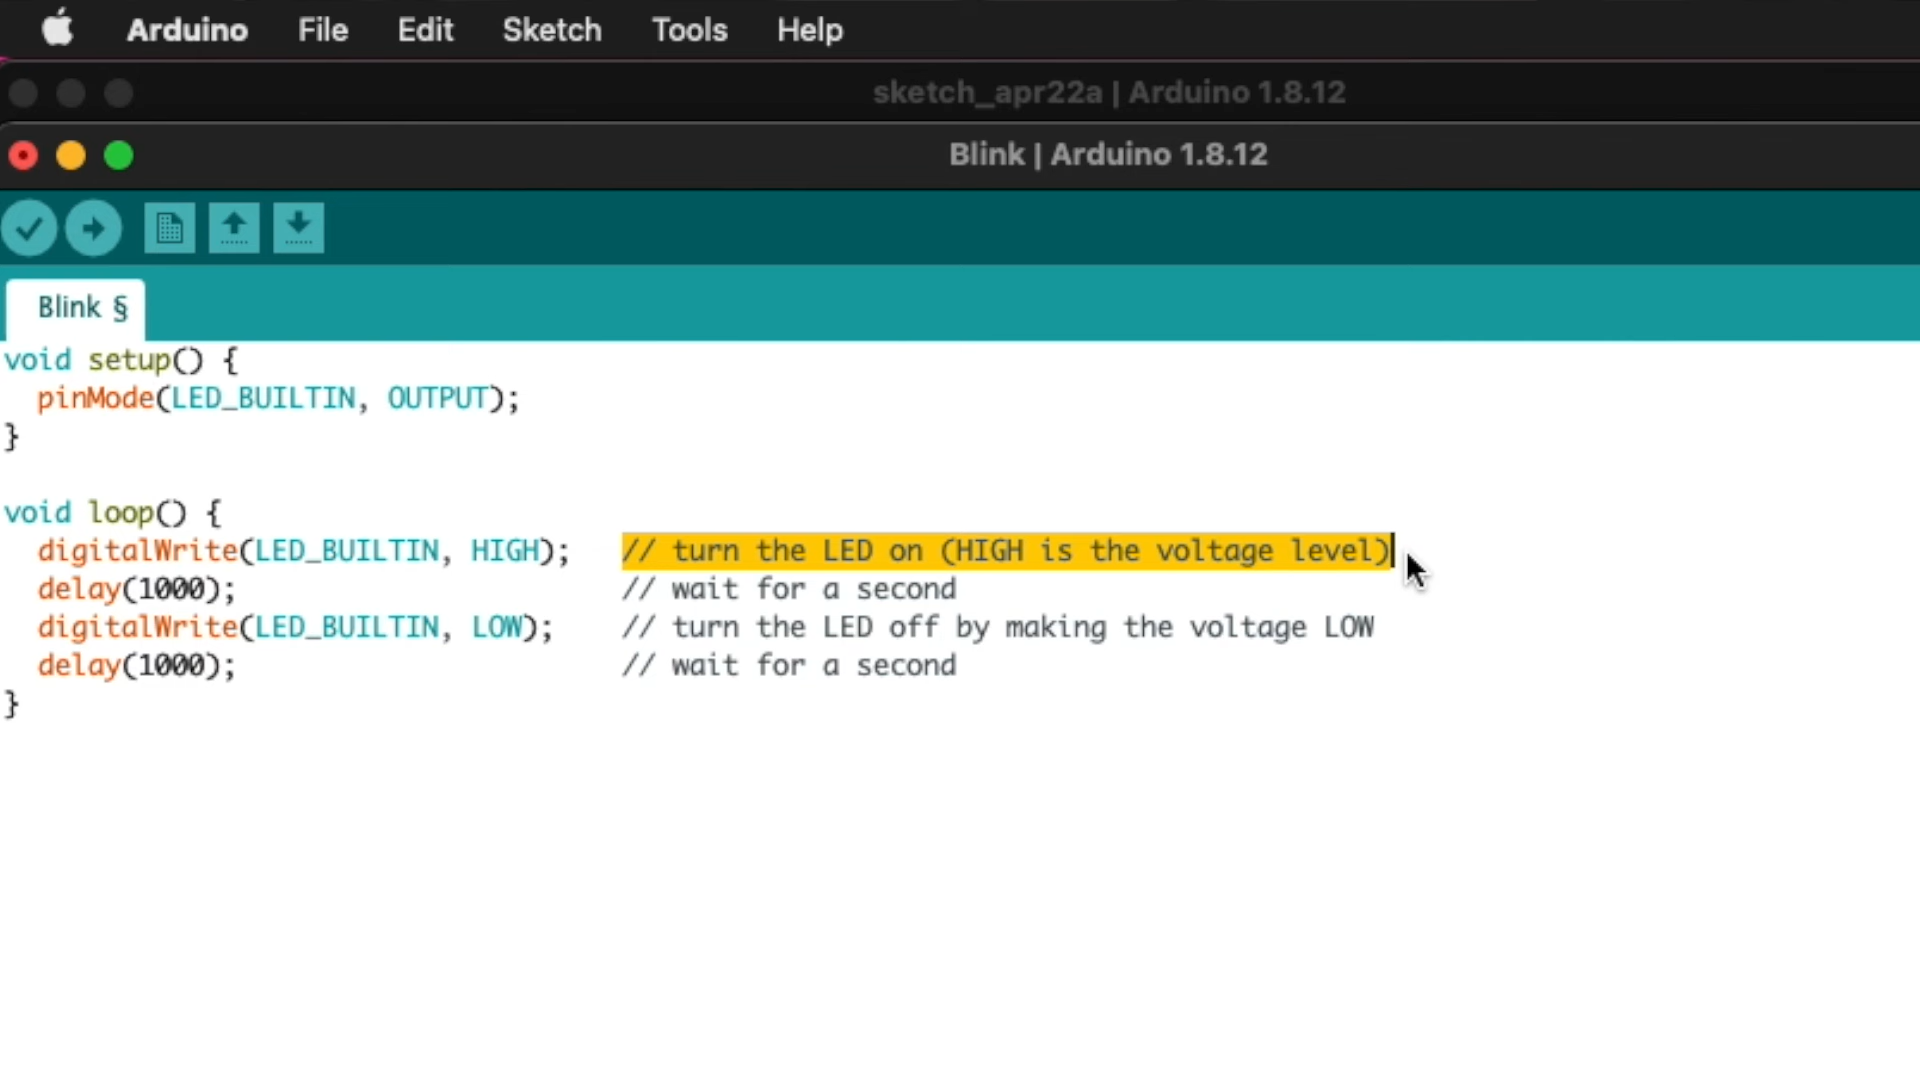 Arduino File Edit Sketch Tools Help
sketch_apr22a | Arduino 1.8.12
Blink | Arduino 1.8.12
Blink §
void setup() {
  pinMode(LED_BUILTIN, OUTPUT);
}
void loop() {
  digitalWrite(LED_BUILTIN, HIGH);   // turn the LED on (HIGH is the voltage level)
  delay(1000);                       // wait for a second
  digitalWrite(LED_BUILTIN, LOW);    // turn the LED off by making the voltage LOW
  delay(1000);                       // wait for a second
}